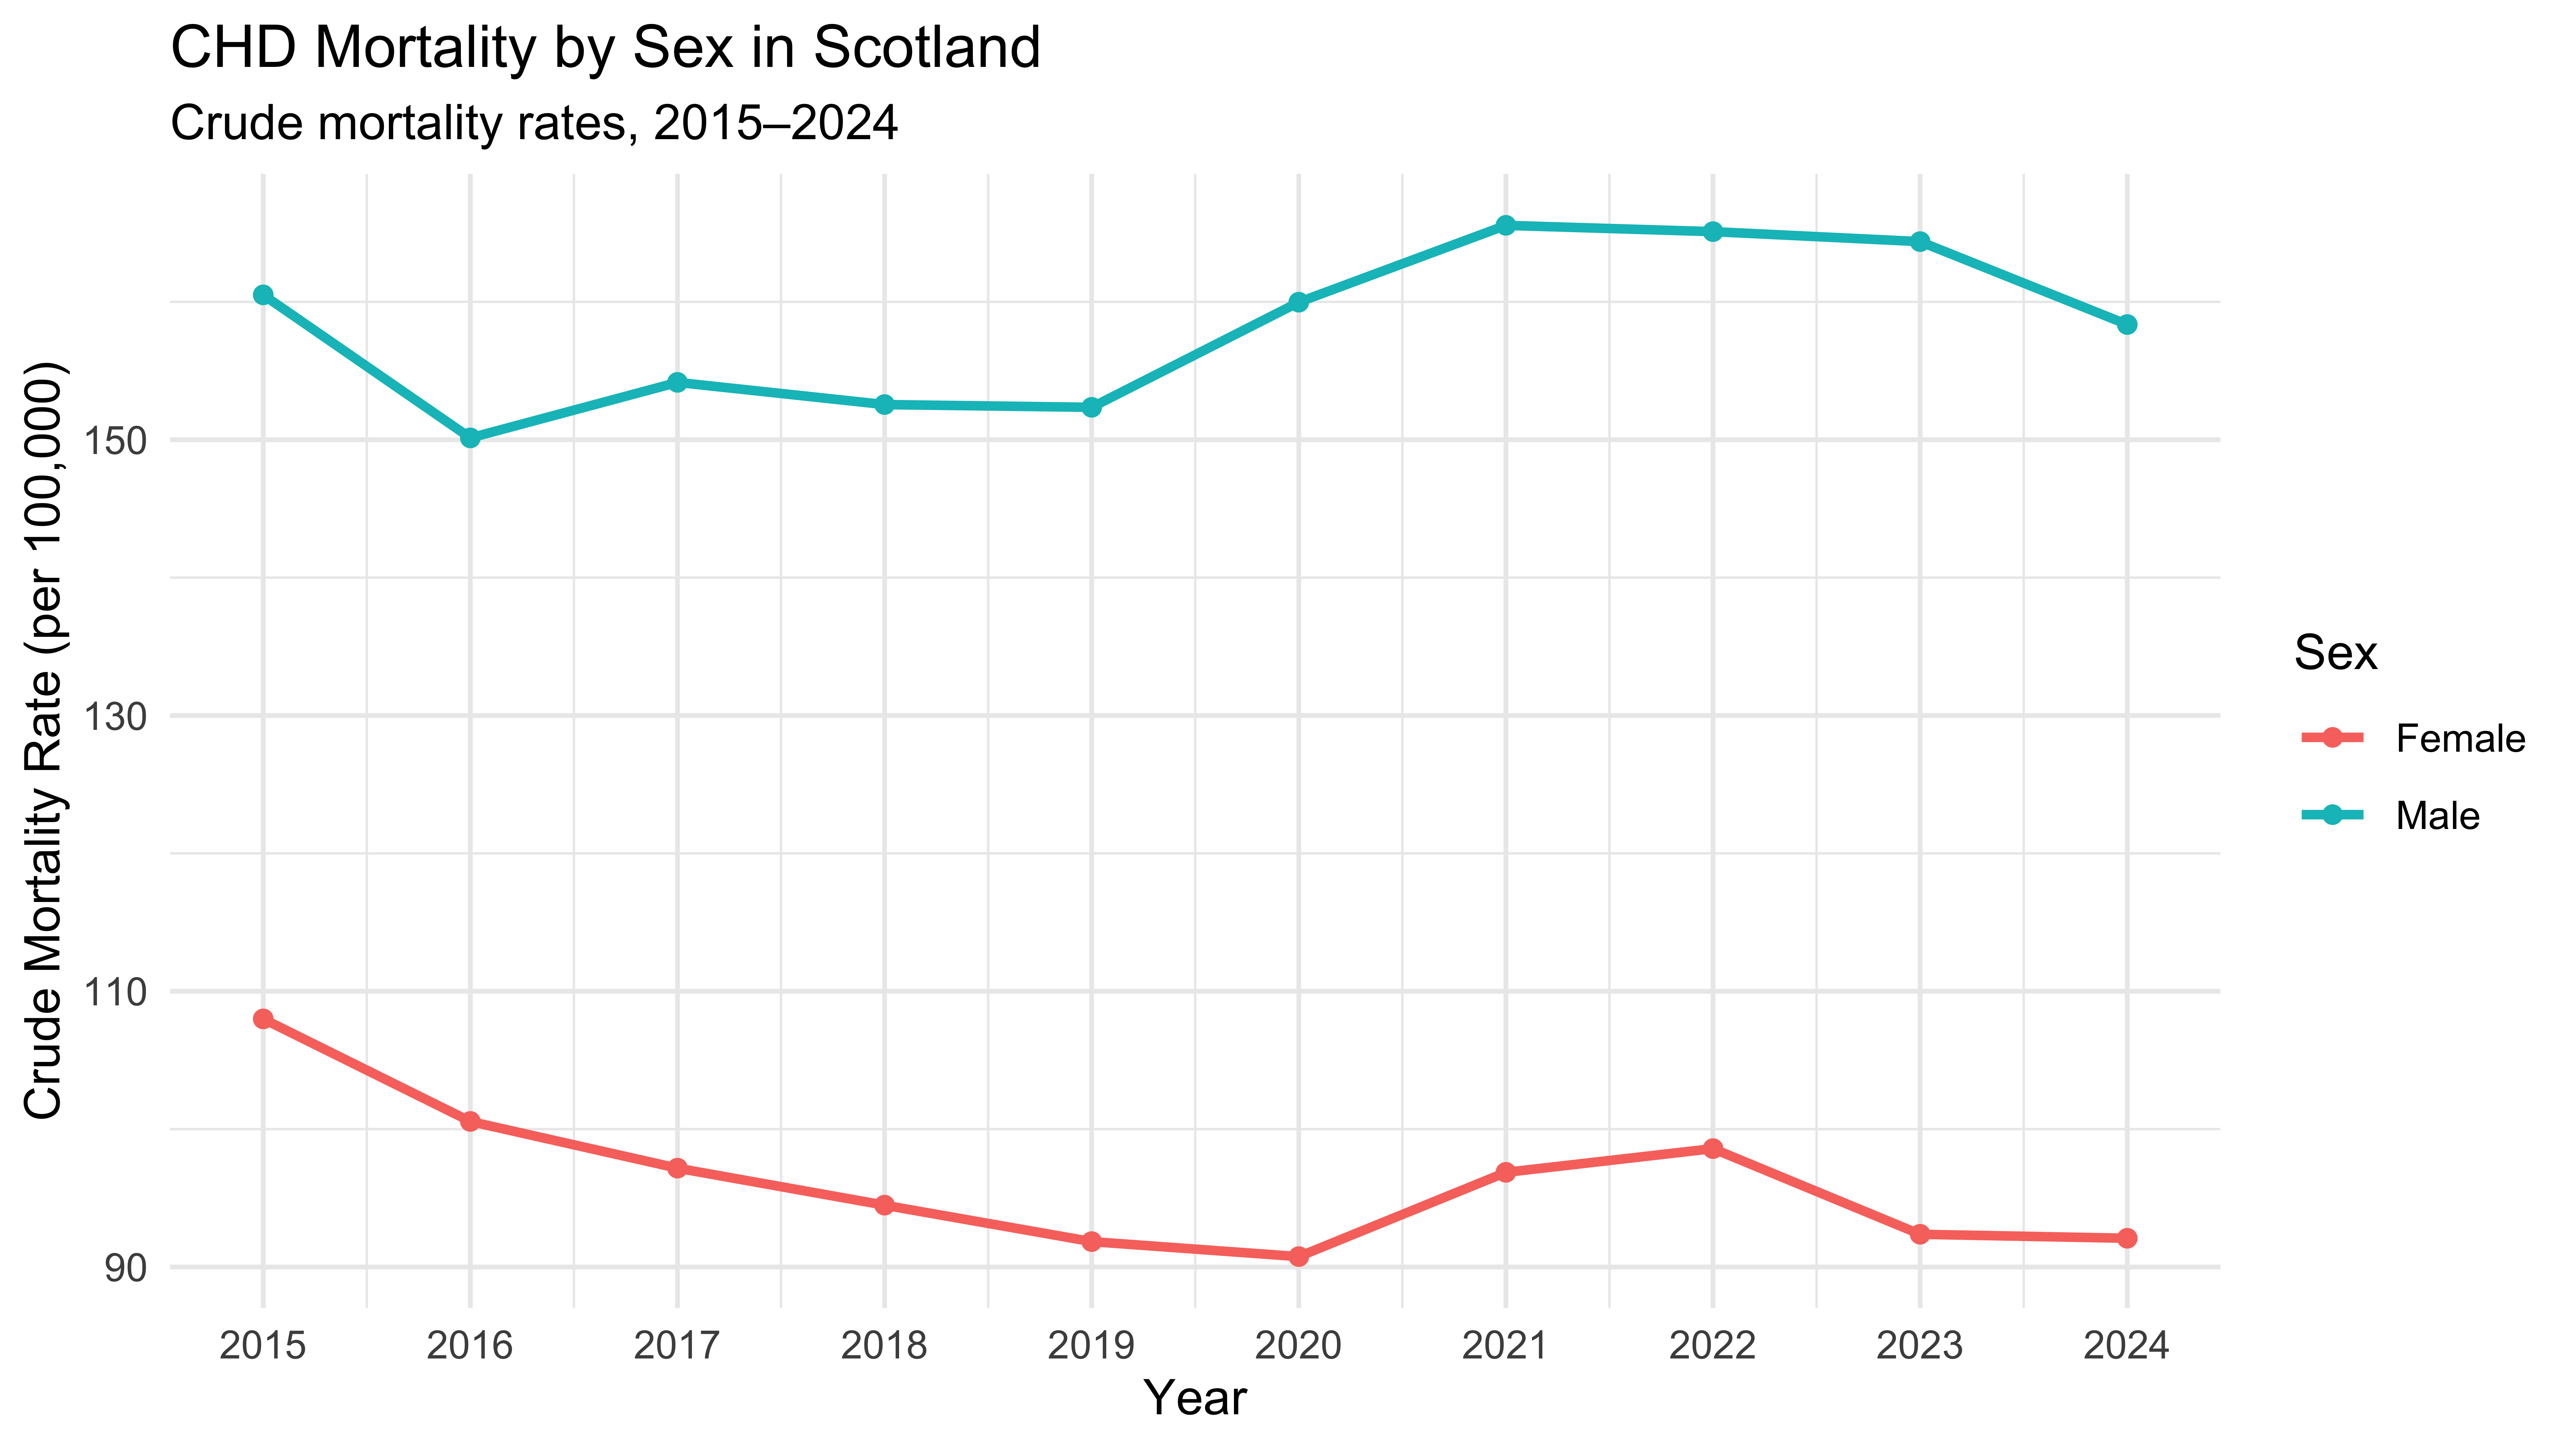 CHD Mortality by Sex in Scotland
Crude mortality rates, 2015–2024
Crude Mortality Rate (per 100,000)
150
130
110
90
2015 2016 2017 2018 2019 2020 2021 2022 2023 2024
Year
Sex
Female
Male